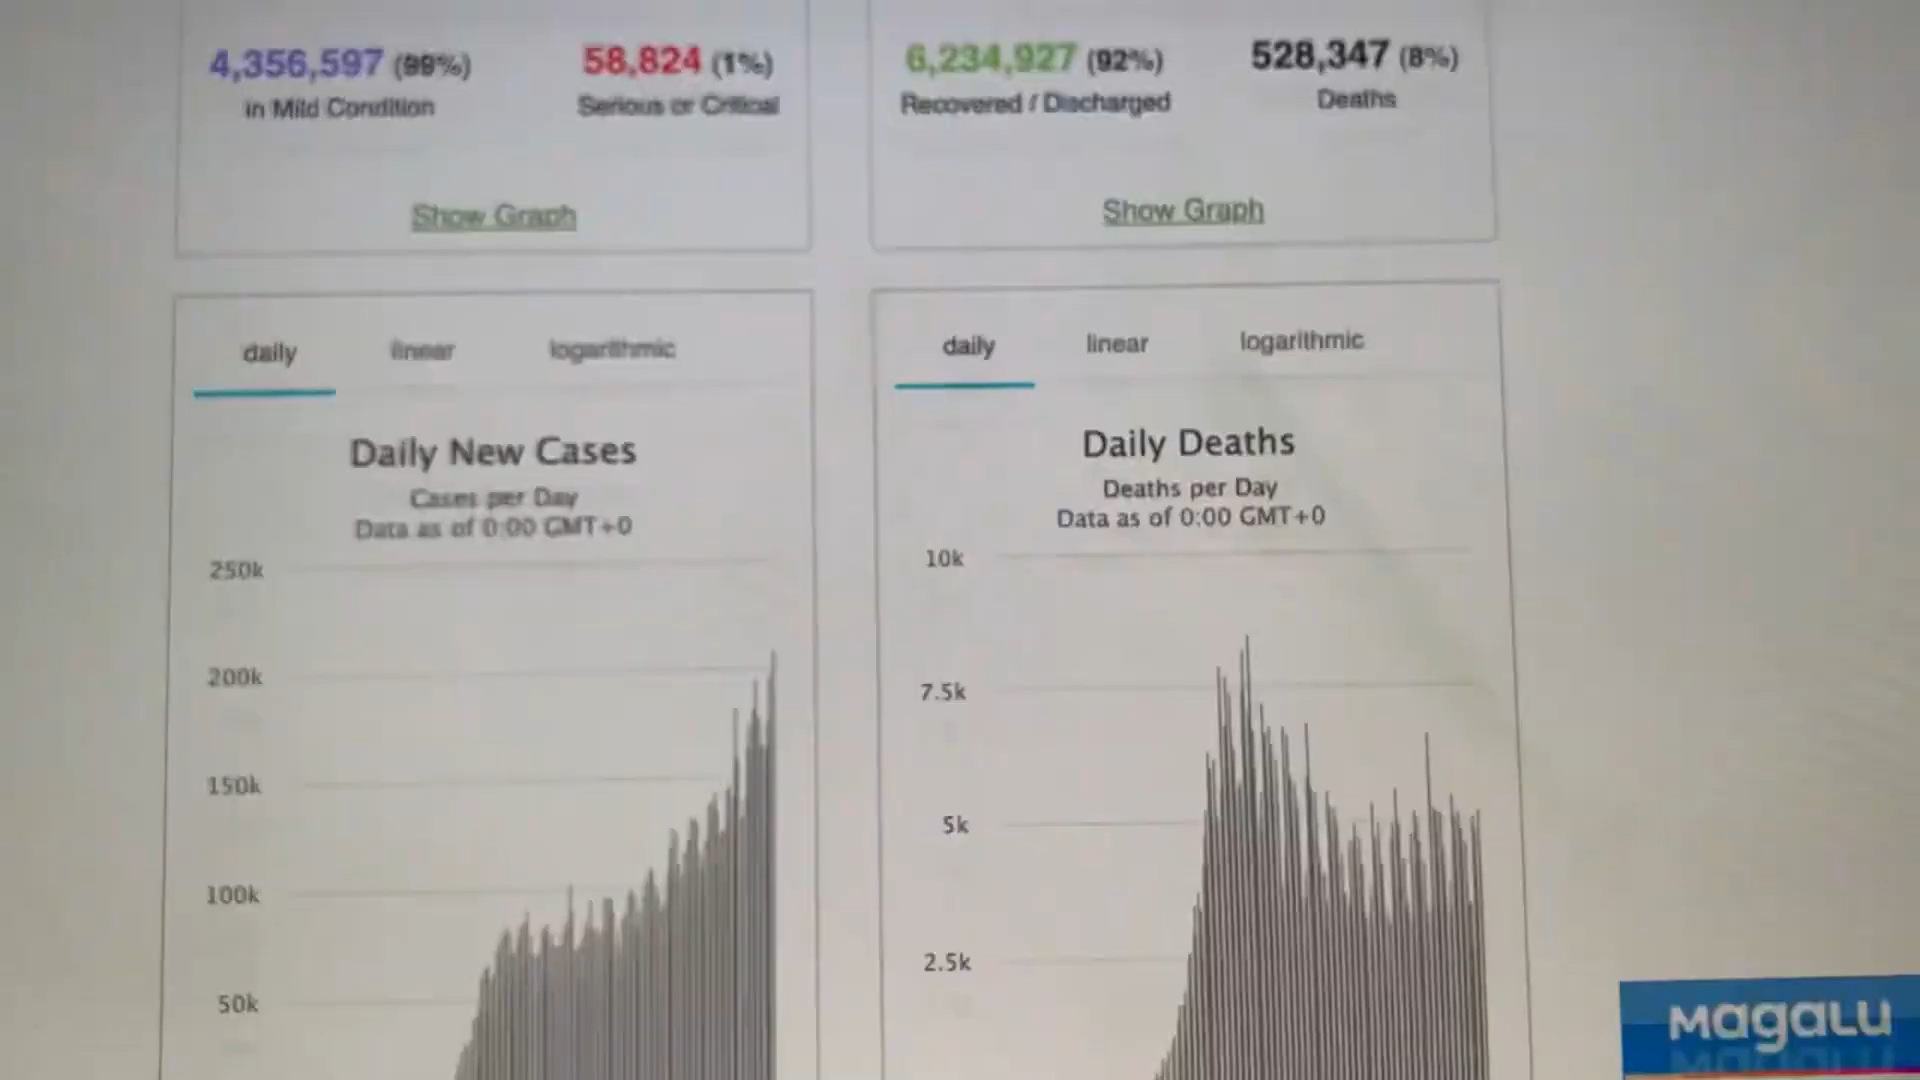 4,356,597 (99%)
in Mild Condition
58,824 (1%)
Serious or Critical
Show Graph
6,234,927 (92%)
Recovered / Discharged
528,347 (8%)
Deaths
Show Graph
daily linear logarithmic
Daily New Cases
Cases per Day
Data as of 0:00 GMT+0
250k
200k
150k
100k
50k
daily linear logarithmic
Daily Deaths
Deaths per Day
Data as of 0:00 GMT+0
10k
7.5k
5k
2.5k
MagaLu